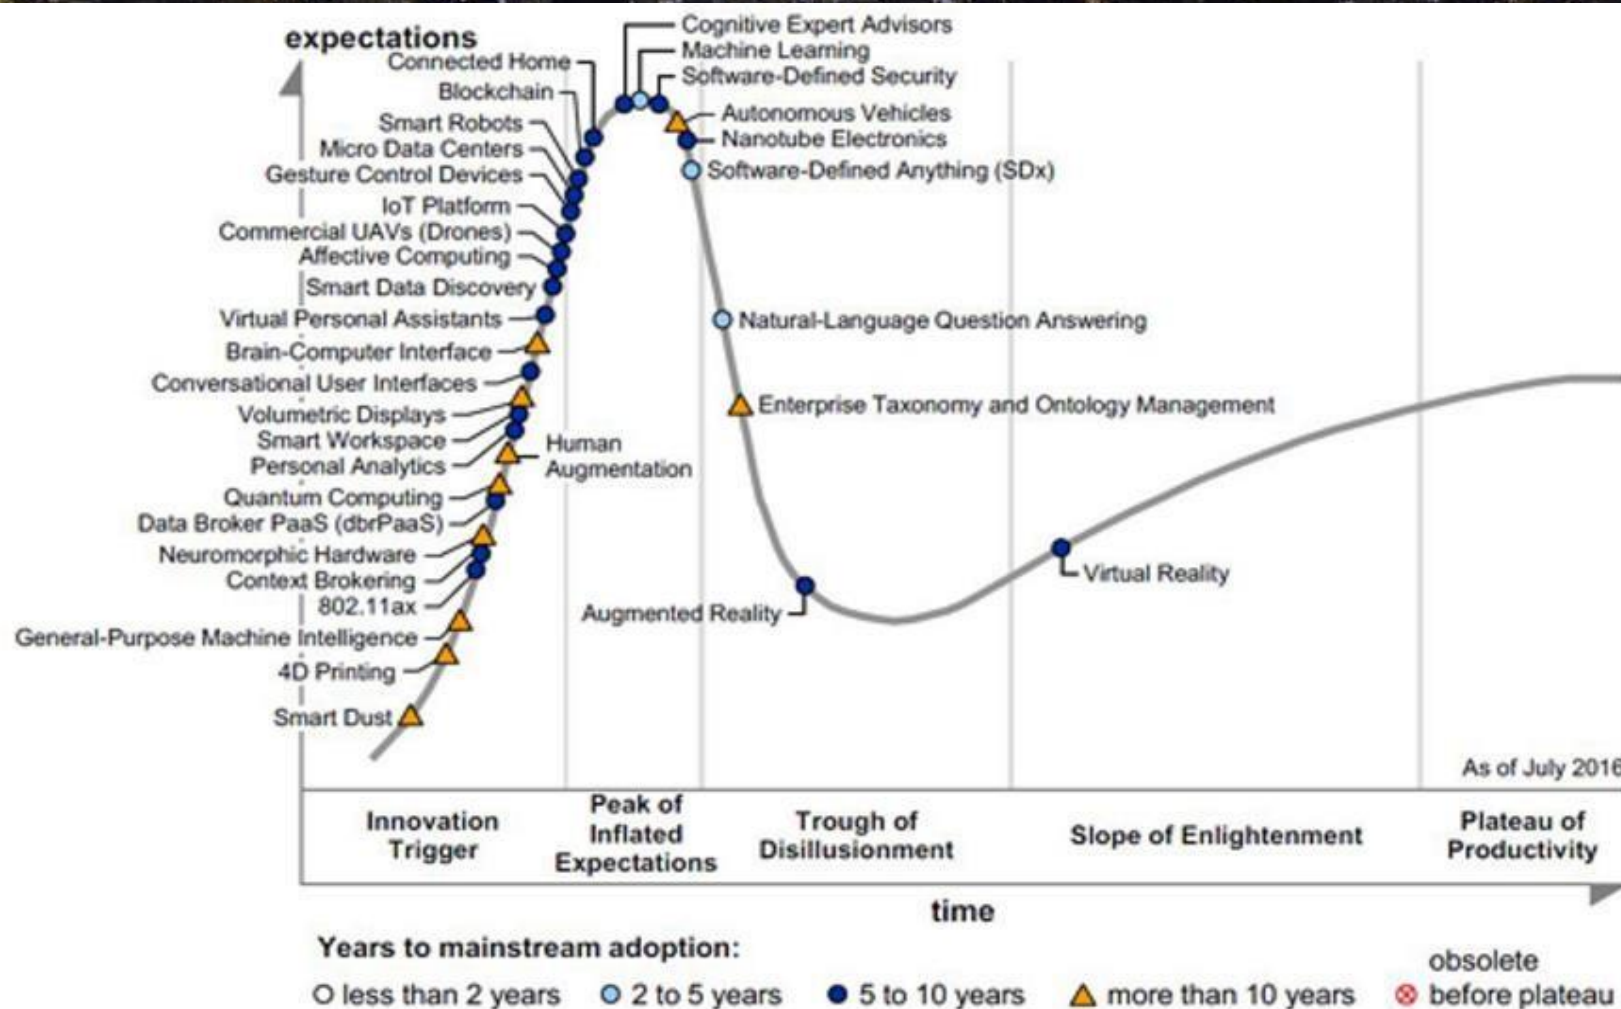 expectations
Cognitive Expert Advisors
Machine Learning
Connected Home
Software-Defined Security
Blockchain
Autonomous Vehicles
Smart Robots
Nanotube Electronics
Micro Data Centers
Software-Defined Anything (SDx)
Gesture Control Devices
IoT Platform
Commercial UAVs (Drones)
Affective Computing
Smart Data Discovery
Virtual Personal Assistants
Natural-Language Question Answering
Brain-Computer Interface
Conversational User Interfaces
Enterprise Taxonomy and Ontology Management
Volumetric Displays
Smart Workspace
Human
Augmentation
Personal Analytics
Quantum Computing
Data Broker PaaS (dbrPaaS)
Neuromorphic Hardware
Context Brokering
Virtual Reality
802.11ax
Augmented Reality
General-Purpose Machine Intelligence
4D Printing
Smart Dust
As of July 2016
Innovation
Trigger
Peak of
Inflated
Expectations
Trough of
Disillusionment
Slope of Enlightenment
Plateau of
Productivity
time
Years to mainstream adoption:
less than 2 years
2 to 5 years
5 to 10 years
more than 10 years
obsolete
before plateau